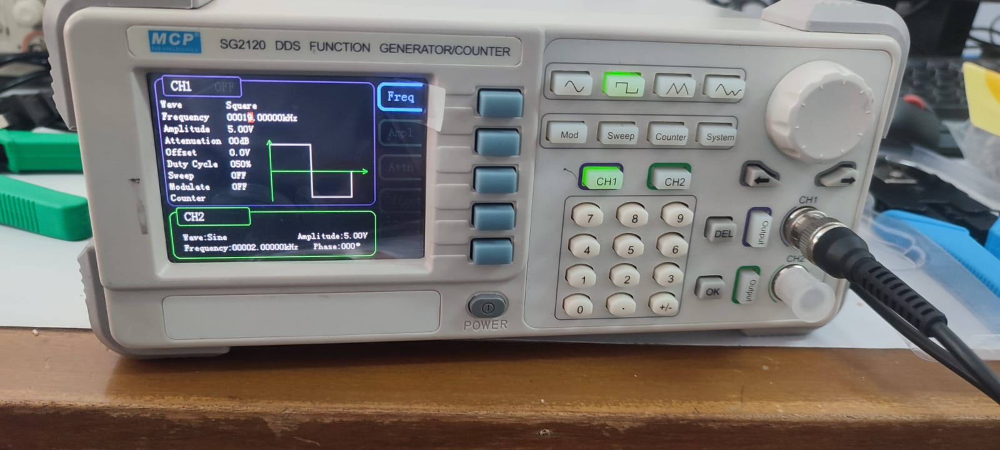 MCP
SG2120 DDS FUNCTION GENERATOR/COUNTER
CH1 OFF
Wave Square
Frequency 00019.00000kHz
Amplitude 5.00V
Attenuation 00dB
Offset 0.0V
Duty Cycle 050%
Sweep OFF
Modulate OFF
Counter
CH2
Wave:Sine Amplitude:5.00V
Frequency:00002.00000kHz Phase:000°
Freq
Ampl
Attn
Offset
POWER
Mod Sweep Counter System
CH1 CH2
7 8 9
4 5 6
1 2 3
0 . +/-
DEL
OK
Output
Output
CH1
CH2